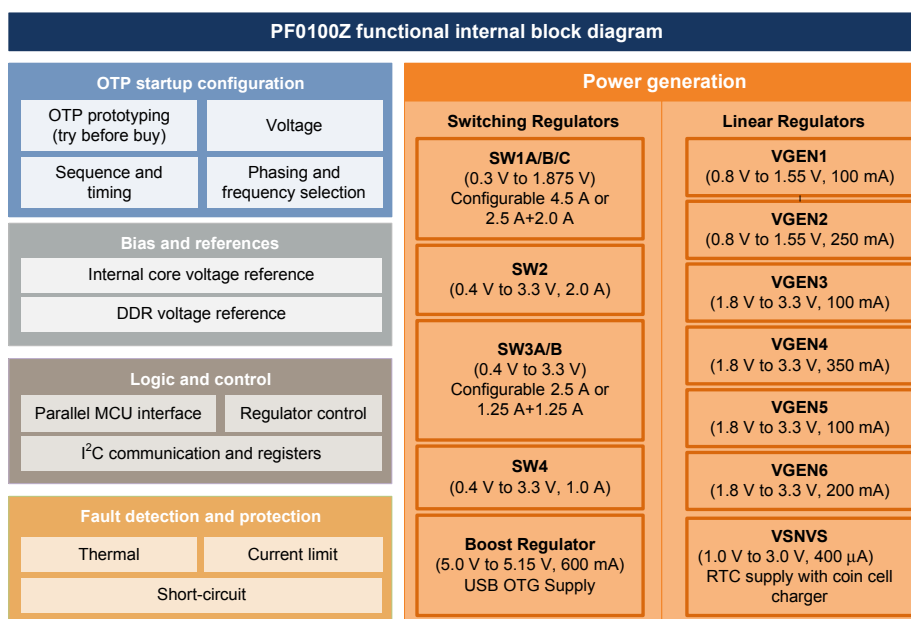 PF0100Z functional internal block diagram
OTP startup configuration
OTP prototyping
(try before buy)
Voltage
Sequence and
timing
Phasing and
frequency selection
Bias and references
Internal core voltage reference
DDR voltage reference
Logic and control
Parallel MCU interface
Regulator control
I²C communication and registers
Fault detection and protection
Thermal
Current limit
Short-circuit
Power generation
Switching Regulators
SW1A/B/C
(0.3 V to 1.875 V)
Configurable 4.5 A or
2.5 A+2.0 A
SW2
(0.4 V to 3.3 V, 2.0 A)
SW3A/B
(0.4 V to 3.3 V)
Configurable 2.5 A or
1.25 A+1.25 A
SW4
(0.4 V to 3.3 V, 1.0 A)
Boost Regulator
(5.0 V to 5.15 V, 600 mA)
USB OTG Supply
Linear Regulators
VGEN1
(0.8 V to 1.55 V, 100 mA)
VGEN2
(0.8 V to 1.55 V, 250 mA)
VGEN3
(1.8 V to 3.3 V, 100 mA)
VGEN4
(1.8 V to 3.3 V, 350 mA)
VGEN5
(1.8 V to 3.3 V, 100 mA)
VGEN6
(1.8 V to 3.3 V, 200 mA)
VSNVS
(1.0 V to 3.0 V, 400 μA)
RTC supply with coin cell
charger